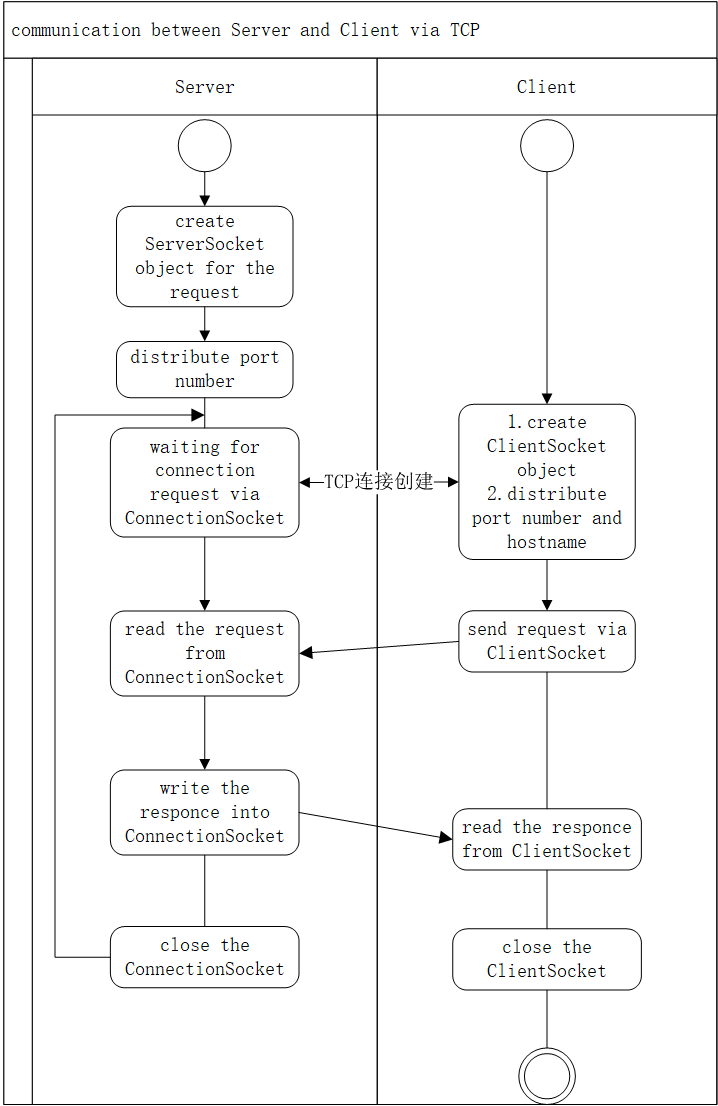 communication between Server and Client via TCP
Server
Client
create
ServerSocket
object for the
request
distribute port
number
waiting for
connection
request via
ConnectionSocket
TCP连接创建
1.create
ClientSocket
object
2.distribute
port number and
hostname
read the request
from
ConnectionSocket
send request via
ClientSocket
write the
responce into
ConnectionSocket
read the responce
from ClientSocket
close the
ConnectionSocket
close the
ClientSocket